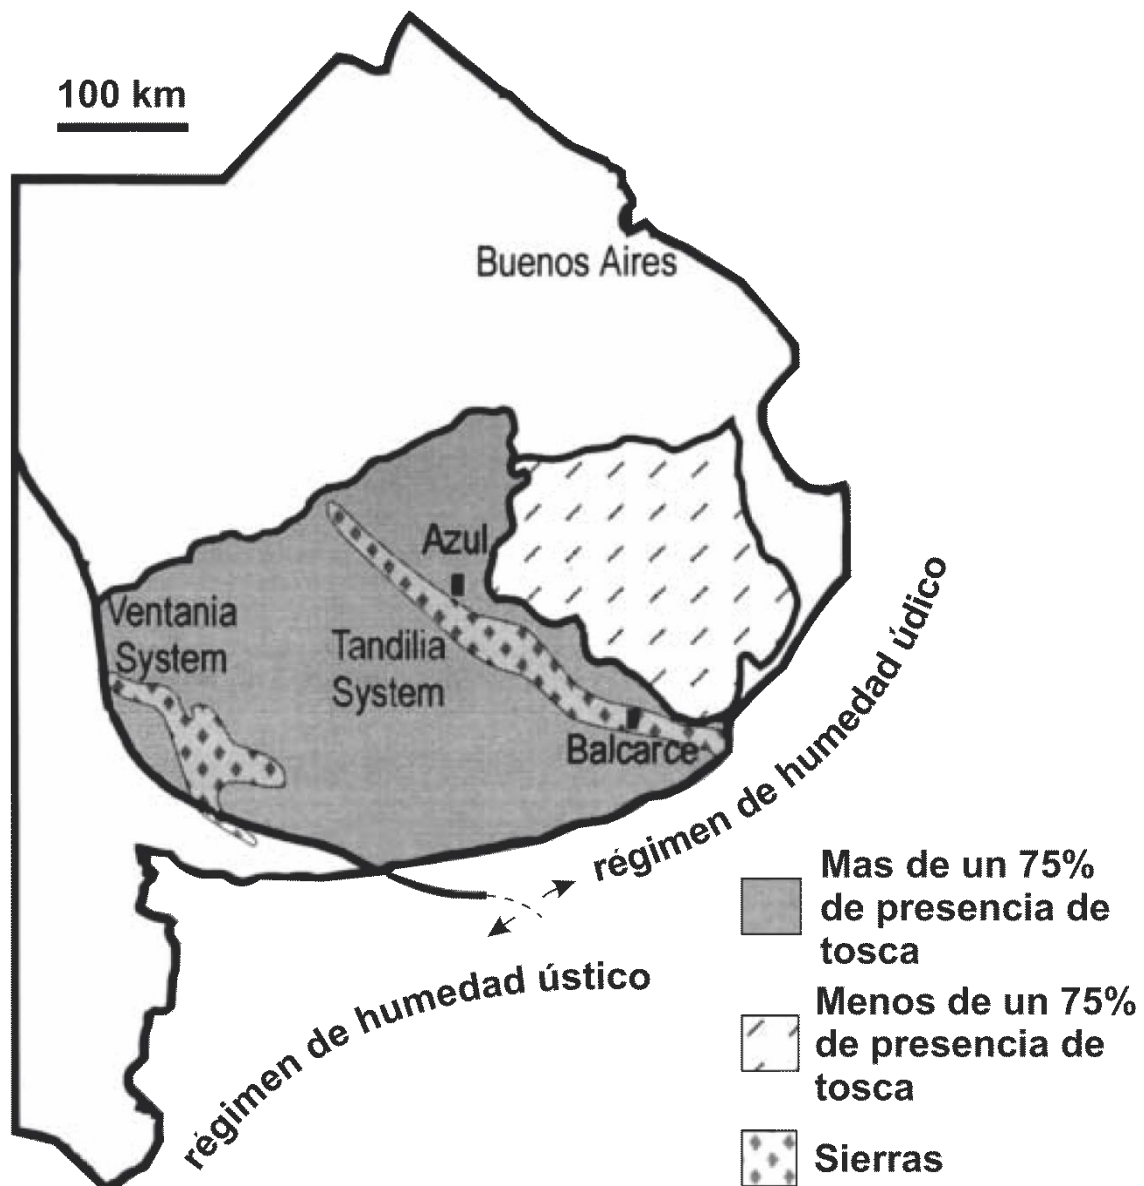 100 km
Buenos Aires
Azul
Ventania
System
Tandilia
System
Balcarce
régimen de humedad údico
régimen de humedad ústico
Mas de un 75%
de presencia de
tosca
Menos de un 75%
de presencia de
tosca
Sierras